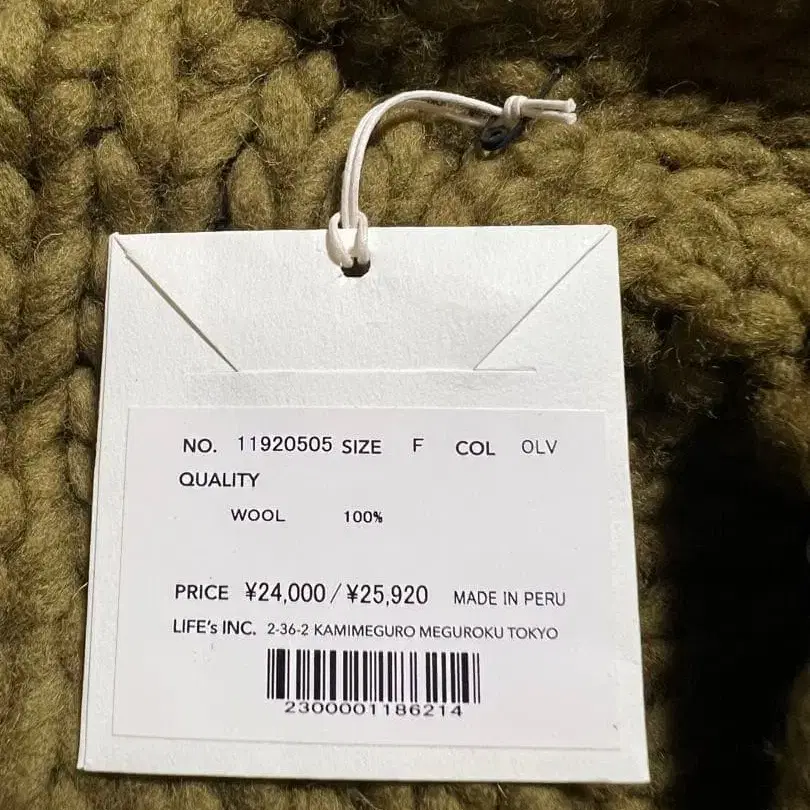 NO. 11920505 SIZE F COL OLV
QUALITY
WOOL 100%
PRICE ¥24,000/¥25,920 MADE IN PERU
LIFE's INC. 2-36-2 KAMIMEGURO MEGUROKU TOKYO
2300001186214